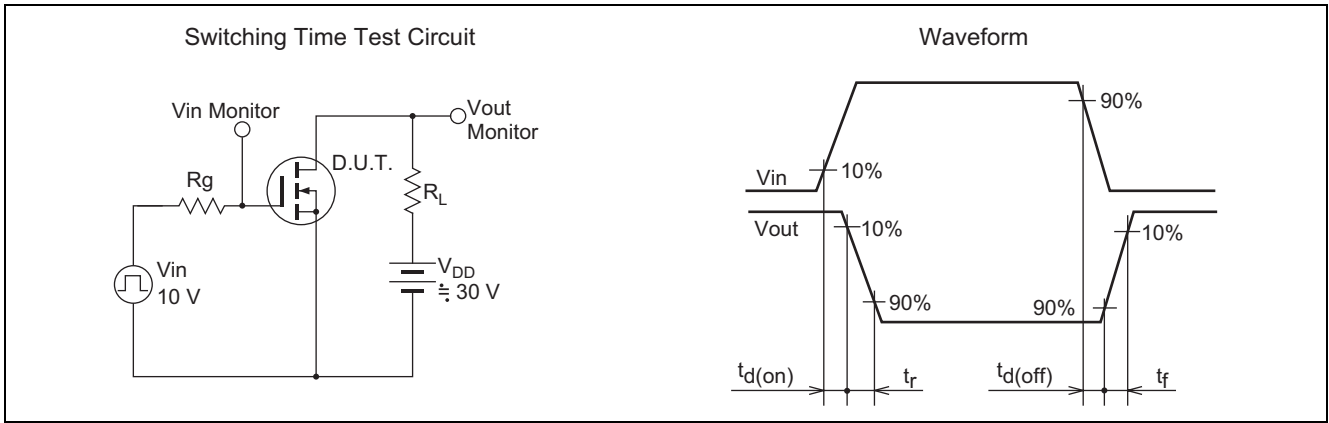 Switching Time Test Circuit
Vin Monitor
Vout
Monitor
D.U.T.
Rg
RL
Vin
10 V
VDD
≒ 30 V
Waveform
90%
10%
Vin
Vout
10%
10%
90%
90%
td(on)
tr
td(off)
tf